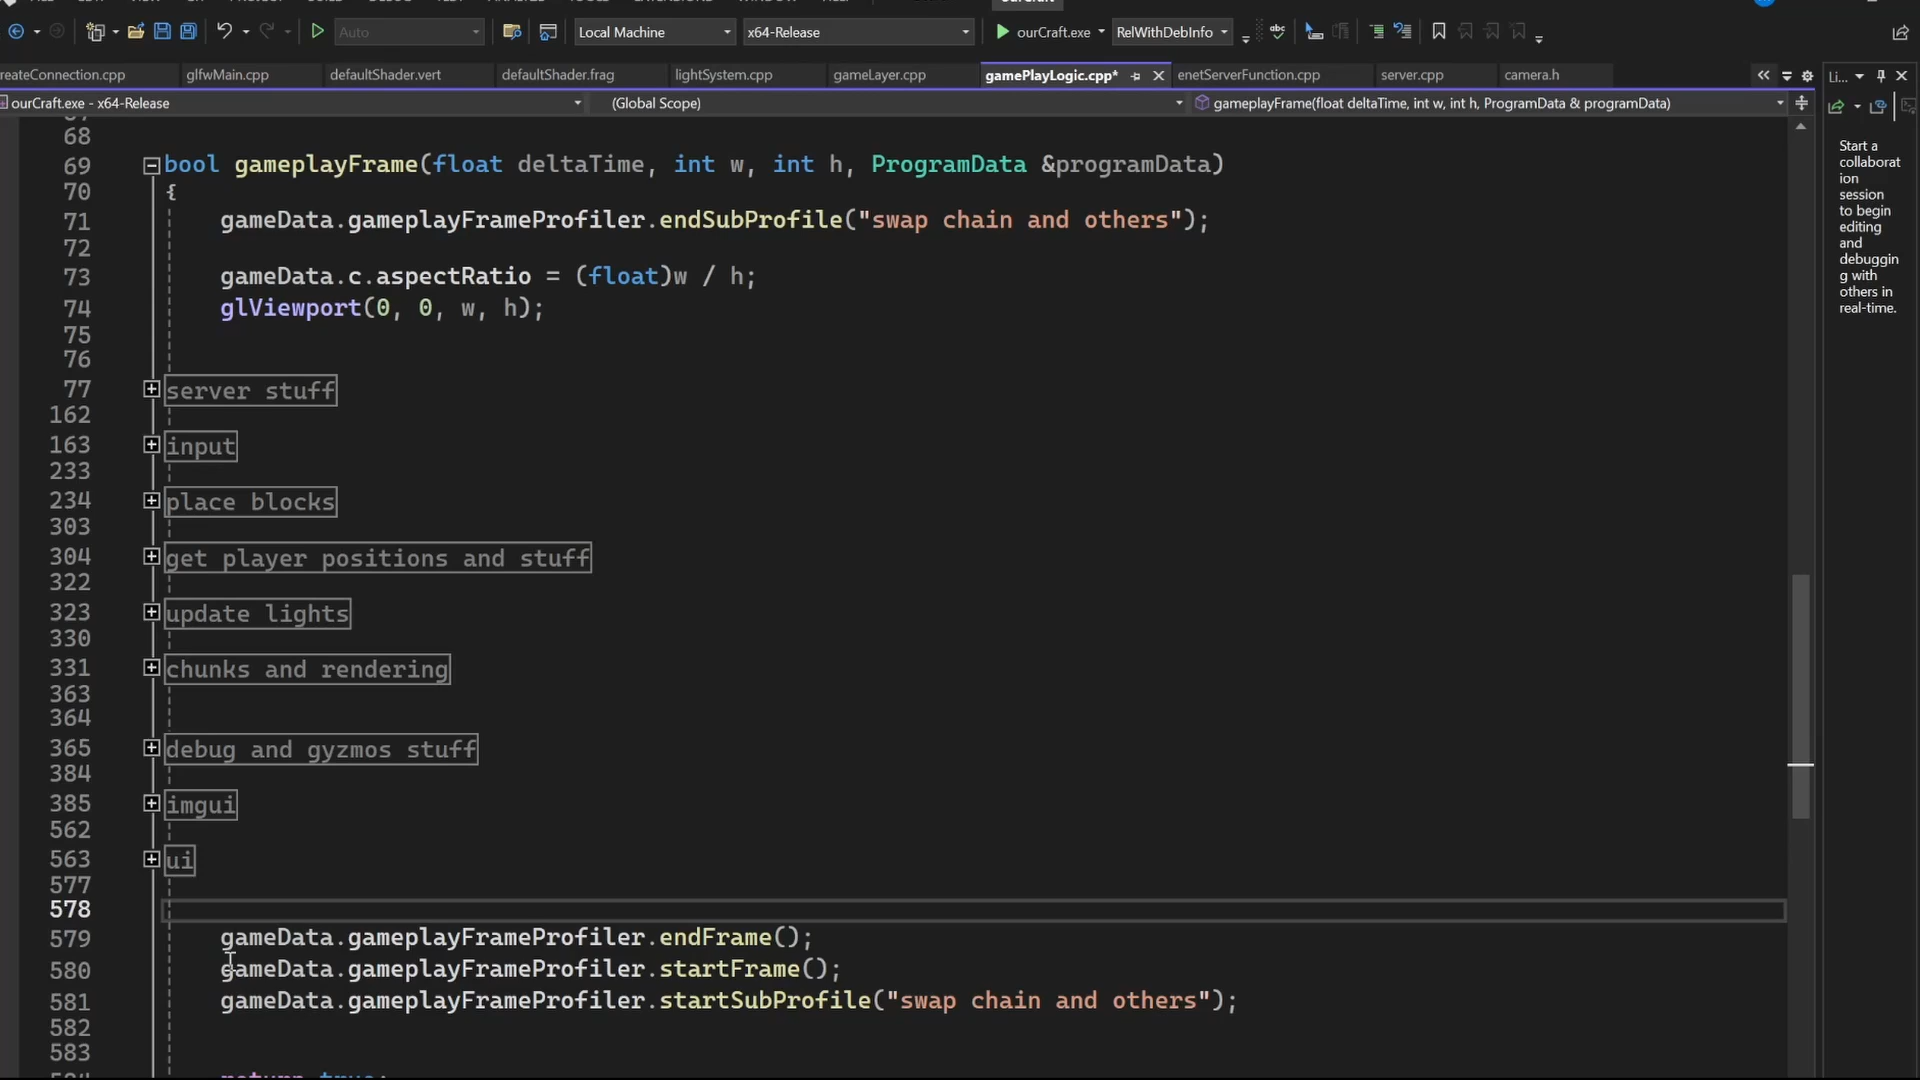 Auto
Local Machine
x64-Release
ourCraft.exe
RelWithDebInfo
reateConnection.cpp
glfwMain.cpp
defaultShader.vert
defaultShader.frag
lightSystem.cpp
gameLayer.cpp
gamePlayLogic.cpp*
enetServerFunction.cpp
server.cpp
camera.h
Li...
ourCraft.exe - x64-Release
(Global Scope)
gameplayFrame(float deltaTime, int w, int h, ProgramData & programData)
68
69 bool gameplayFrame(float deltaTime, int w, int h, ProgramData &programData)
70 {
71 gameData.gameplayFrameProfiler.endSubProfile("swap chain and others");
72
73 gameData.c.aspectRatio = (float)w / h;
74 glViewport(0, 0, w, h);
75
76
77 server stuff
162
163 input
233
234 place blocks
303
304 get player positions and stuff
322
323 update lights
330
331 chunks and rendering
363
364
365 debug and gyzmos stuff
384
385 imgui
562
563 ui
577
578
579 gameData.gameplayFrameProfiler.endFrame();
580 gameData.gameplayFrameProfiler.startFrame();
581 gameData.gameplayFrameProfiler.startSubProfile("swap chain and others");
582
583
return true;
Start a
collaborat
ion
session
to begin
editing
and
debuggin
g with
others in
real-time.